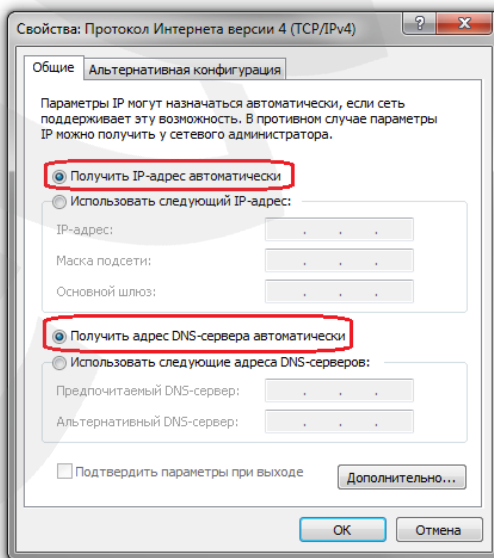 Свойства: Протокол Интернета версии 4 (TCP/IPv4)
Общие
Альтернативная конфигурация
Параметры IP могут назначаться автоматически, если сеть
поддерживает эту возможность. В противном случае параметры
IP можно получить у сетевого администратора.
Получить IP-адрес автоматически
Использовать следующий IP-адрес:
IP-адрес:
Маска подсети:
Основной шлюз:
Получить адрес DNS-сервера автоматически
Использовать следующие адреса DNS-серверов:
Предпочитаемый DNS-сервер:
Альтернативный DNS-сервер:
Подтвердить параметры при выходе
Дополнительно...
ОК
Отмена